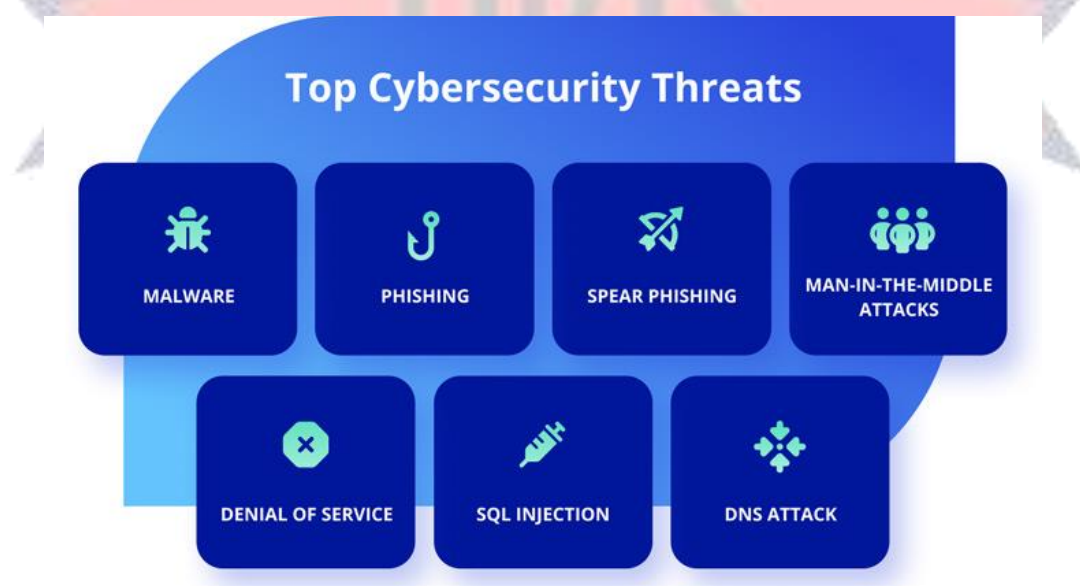 Top Cybersecurity Threats
MALWARE
PHISHING
SPEAR PHISHING
MAN-IN-THE-MIDDLE
ATTACKS
DENIAL OF SERVICE
SQL INJECTION
DNS ATTACK